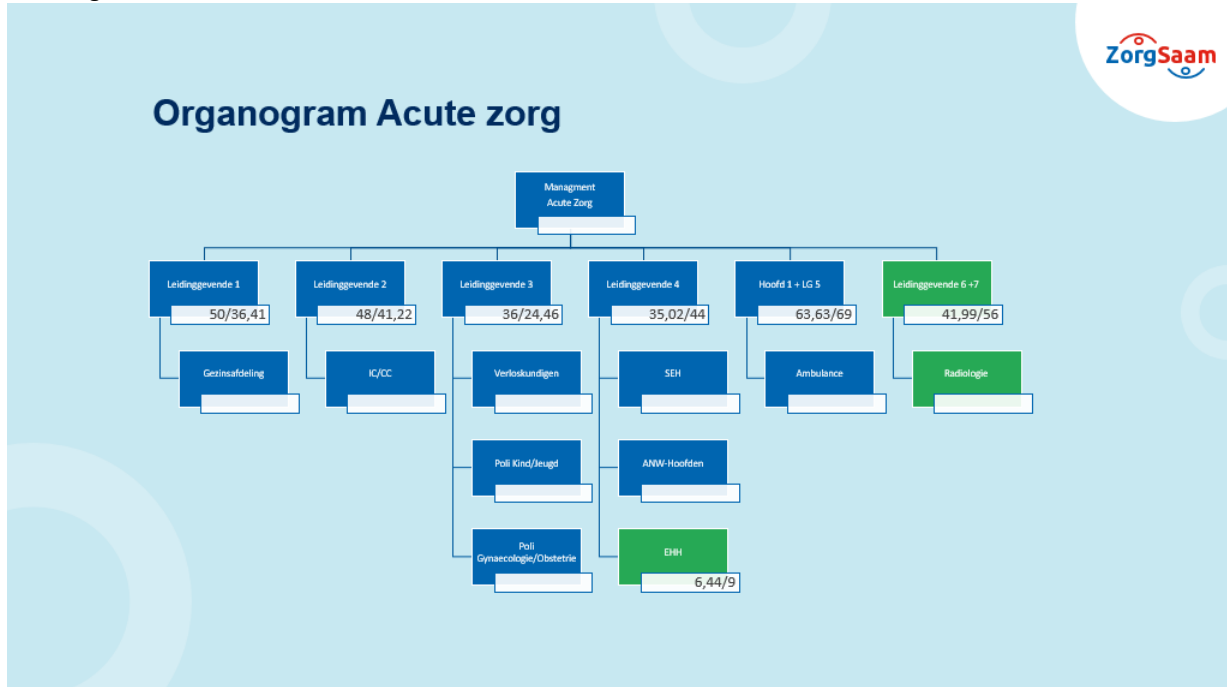 ZorgSaam
Organogram Acute zorg
Managment
Acute Zorg
Leidinggevende 1
50/36,41
Leidinggevende 2
48/41,22
Leidinggevende 3
36/24,46
Leidinggevende 4
35,02/44
Hoofd 1 + LG 5
63,63/69
Leidinggevende 6 +7
41,99/56
Gezinsafdeling
IC/CC
Verloskundigen
SEH
Ambulance
Radiologie
Poli Kind/Jeugd
ANW-Hoofden
Poli
Gynaecologie/Obstetrie
EHH
6,44/9